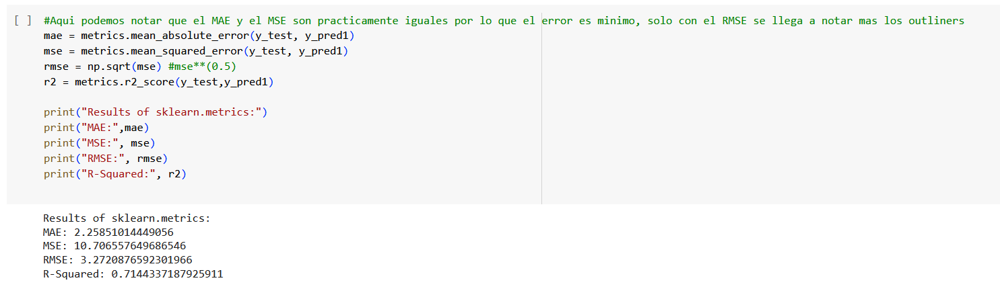 [ ] #Aqui podemos notar que el MAE y el MSE son practicamente iguales por lo que el error es minimo, solo con el RMSE se llega a notar mas los outliners
mae = metrics.mean_absolute_error(y_test, y_pred1)
mse = metrics.mean_squared_error(y_test, y_pred1)
rmse = np.sqrt(mse) #mse**(0.5)
r2 = metrics.r2_score(y_test,y_pred1)
print("Results of sklearn.metrics:")
print("MAE:",mae)
print("MSE:", mse)
print("RMSE:", rmse)
print("R-Squared:", r2)
Results of sklearn.metrics:
MAE: 2.25851014449056
MSE: 10.706557649686546
RMSE: 3.2720876592301966
R-Squared: 0.7144337187925911